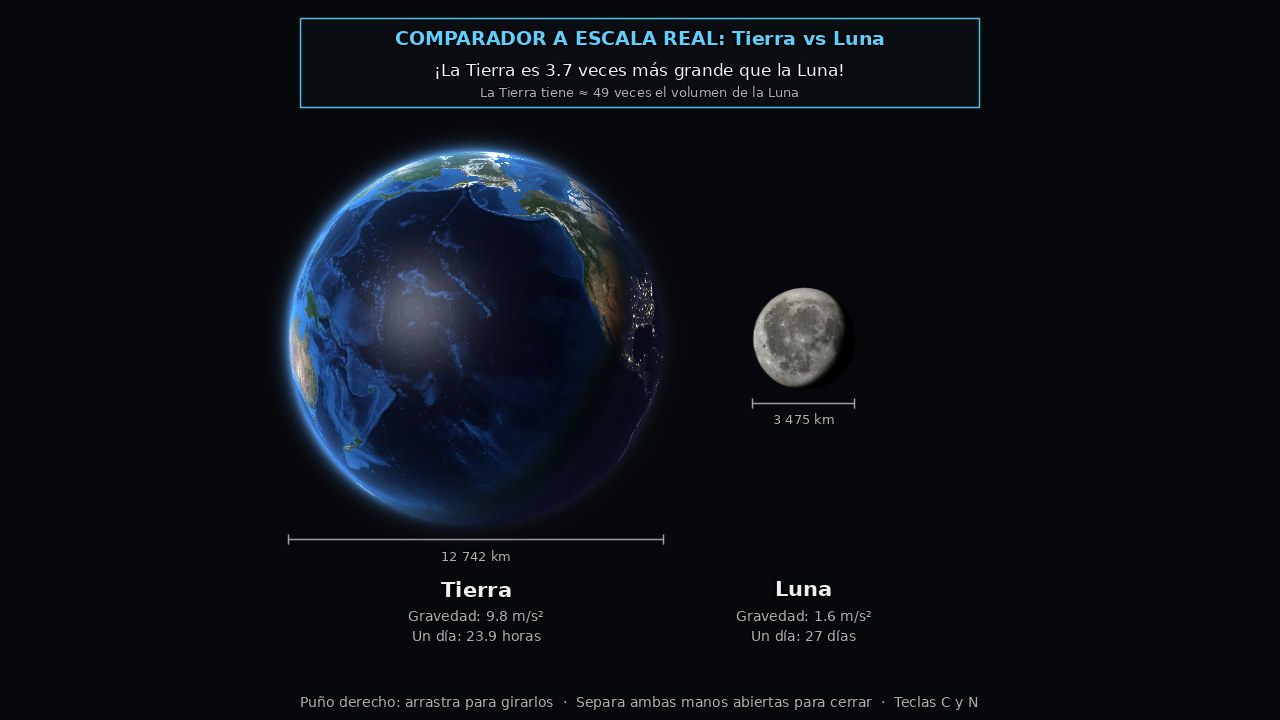 COMPARADOR A ESCALA REAL: Tierra vs Luna
¡La Tierra es 3.7 veces más grande que la Luna!
La Tierra tiene ≈ 49 veces el volumen de la Luna
3 475 km
12 742 km
Tierra
Gravedad: 9.8 m/s²
Un día: 23.9 horas
Luna
Gravedad: 1.6 m/s²
Un día: 27 días
Puño derecho: arrastra para girarlos · Separa ambas manos abiertas para cerrar · Teclas C y N